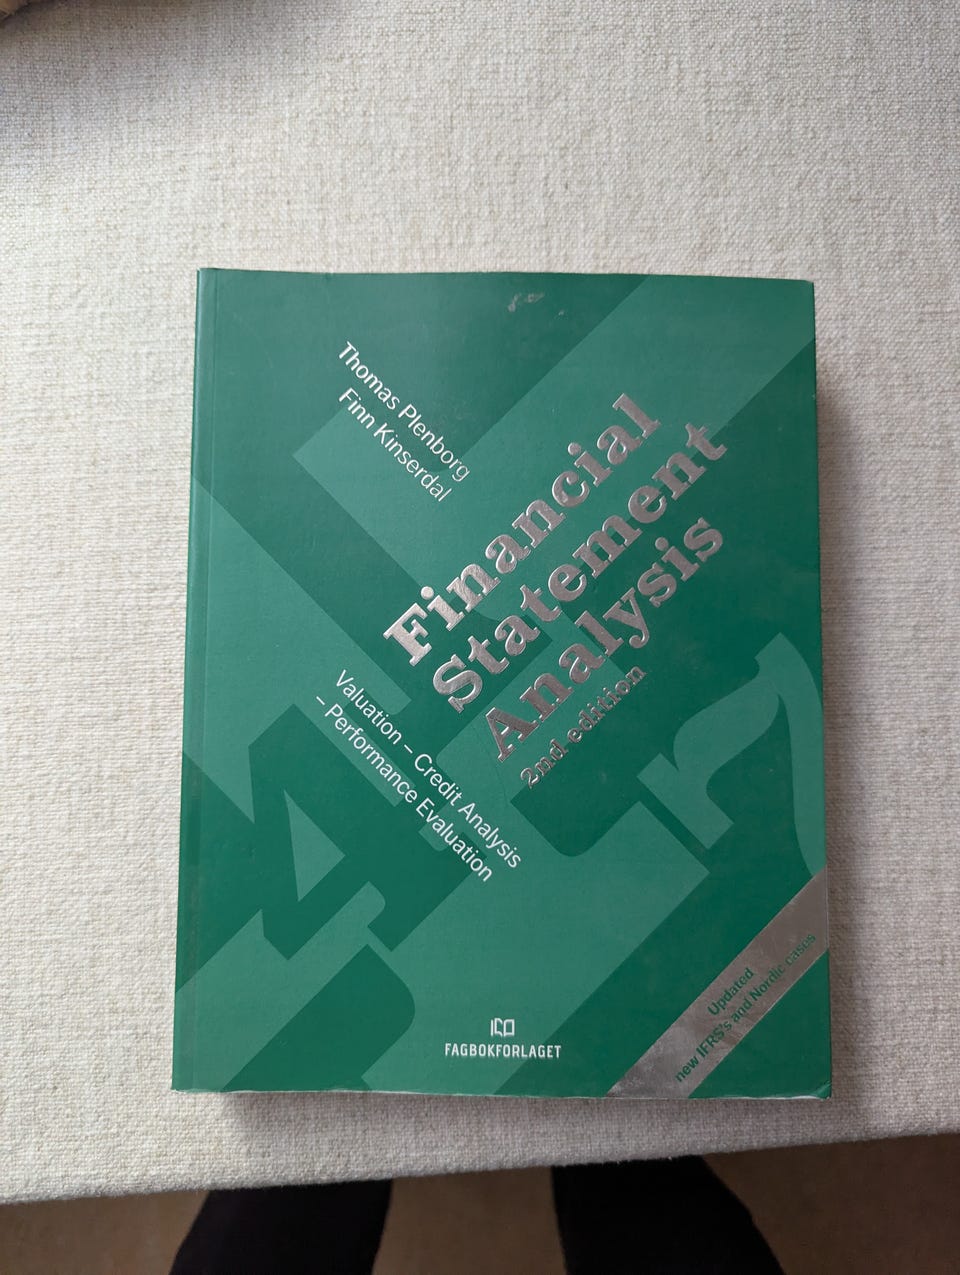 Thomas Plenborg
Finn Kinserdal
Financial
Statement
Analysis
2nd edition
Valuation – Credit Analysis
– Performance Evaluation
Updated
new IFRS's and Nordic cases
FAGBOKFORLAGET